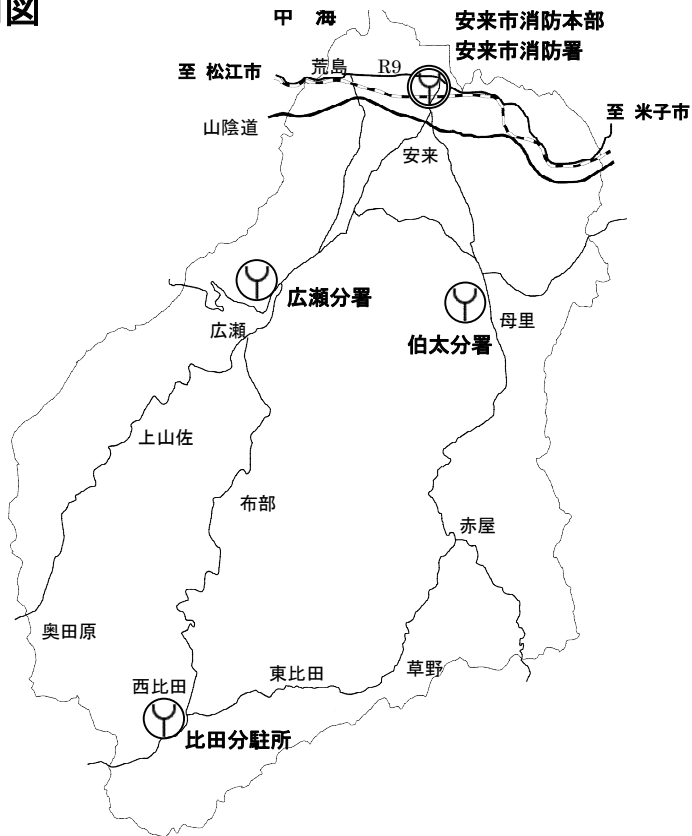 図
中 海
安来市消防本部
安来市消防署
至 松江市
荒島
R9
至 米子市
山陰道
安来
広瀬分署
母里
広瀬
伯太分署
上山佐
布部
赤屋
奥田原
東比田
草野
西比田
比田分駐所